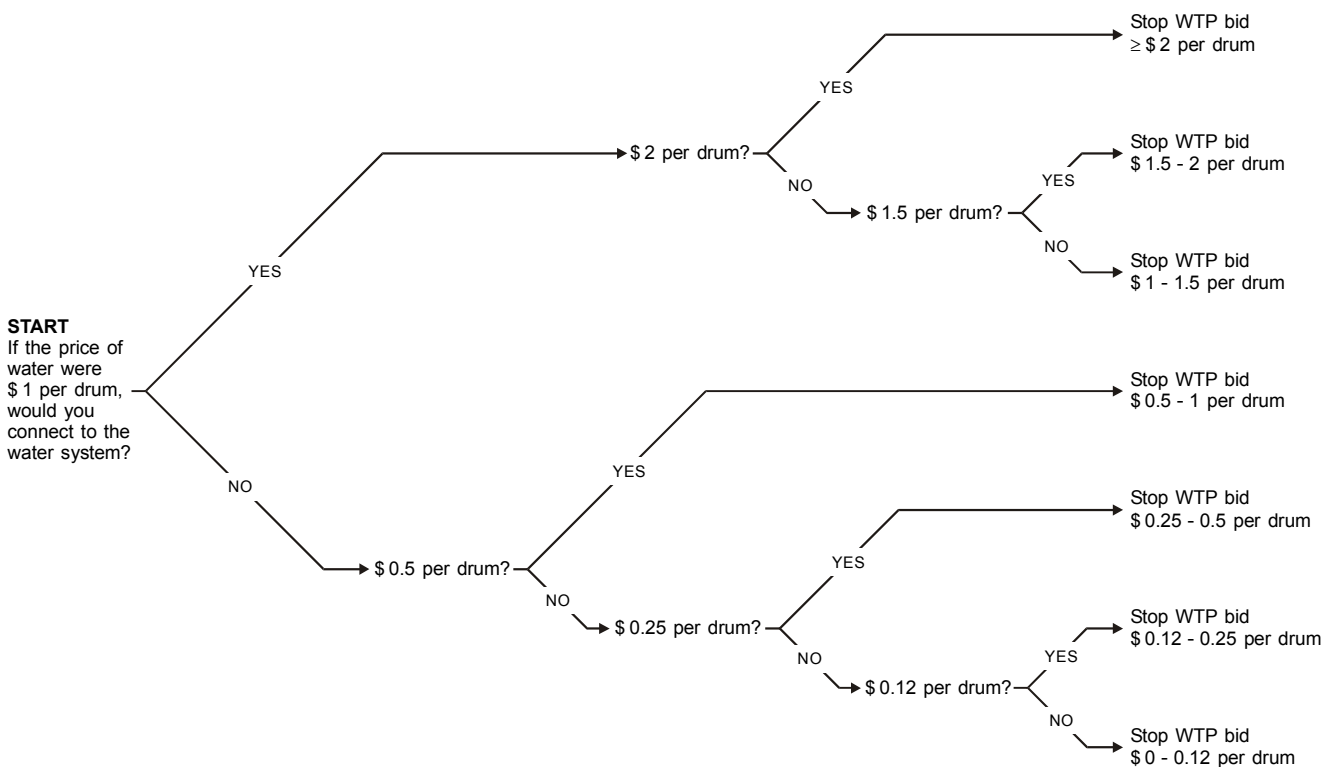 Stop WTP bid
≥ $ 2 per drum
YES
$ 2 per drum?
Stop WTP bid
$ 1.5 - 2 per drum
YES
NO
$ 1.5 per drum?
NO
Stop WTP bid
$ 1 - 1.5 per drum
YES
START
If the price of
water were
$ 1 per drum,
would you
connect to the
water system?
Stop WTP bid
$ 0.5 - 1 per drum
YES
NO
Stop WTP bid
$ 0.25 - 0.5 per drum
YES
$ 0.5 per drum?
NO
$ 0.25 per drum?
Stop WTP bid
$ 0.12 - 0.25 per drum
YES
NO
$ 0.12 per drum?
NO
Stop WTP bid
$ 0 - 0.12 per drum